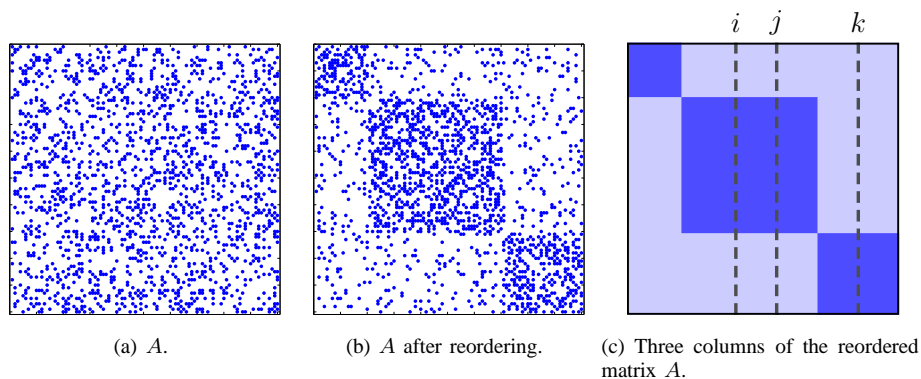 i j k
(a) A.
(b) A after reordering.
(c) Three columns of the reordered
matrix A.